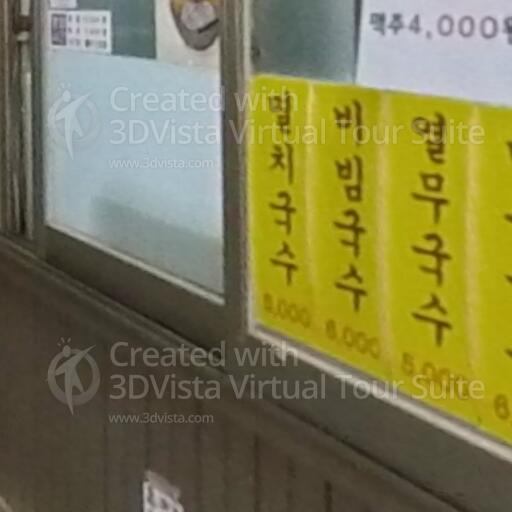 맥주4,000원
멸치국수
5,000
비빔국수
6,000
열무국수
5,000
Created with
3DVista Virtual Tour Suite
www.3dvista.com
Created with
3DVista Virtual Tour Suite
www.3dvista.com